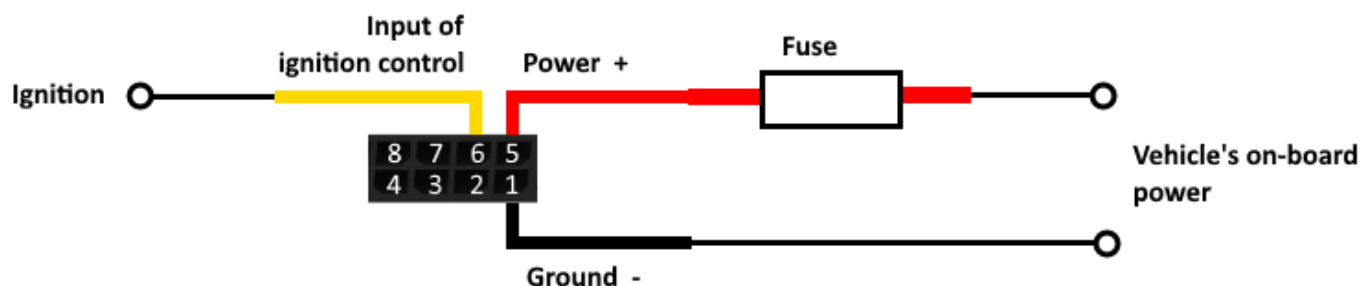 Input of
ignition control
Power +
Fuse
Ignition
8 7 6 5
4 3 2 1
Vehicle's on-board
power
Ground -